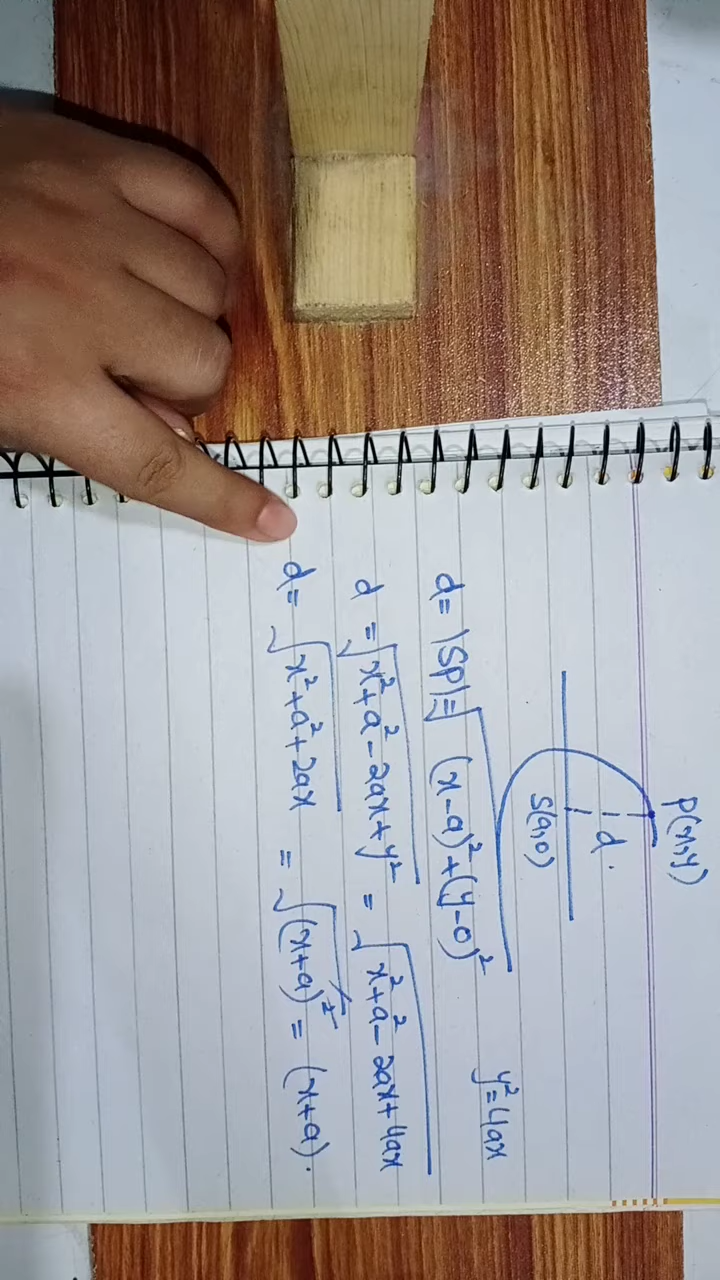 P(x,y)
d.
S(a,0)
y²=4ax
d= |SP|= √(x-a)²+(y-0)²
d = √x²+a²-2ax+y² = √x²+a²-2ax+4ax
d= √x²+a²+2ax = √(x+a)² = (x+a).